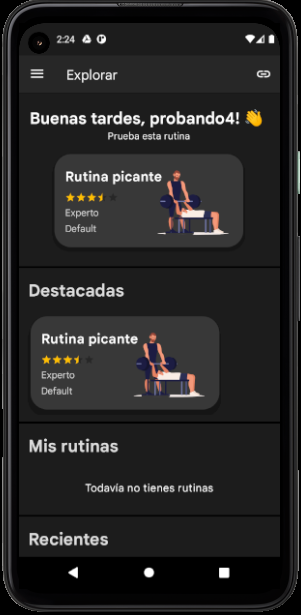 2:24
Explorar
Buenas tardes, probando4! 👋
Prueba esta rutina
Rutina picante
Experto
Default
Destacadas
Rutina picante
Experto
Default
Mis rutinas
Todavía no tienes rutinas
Recientes